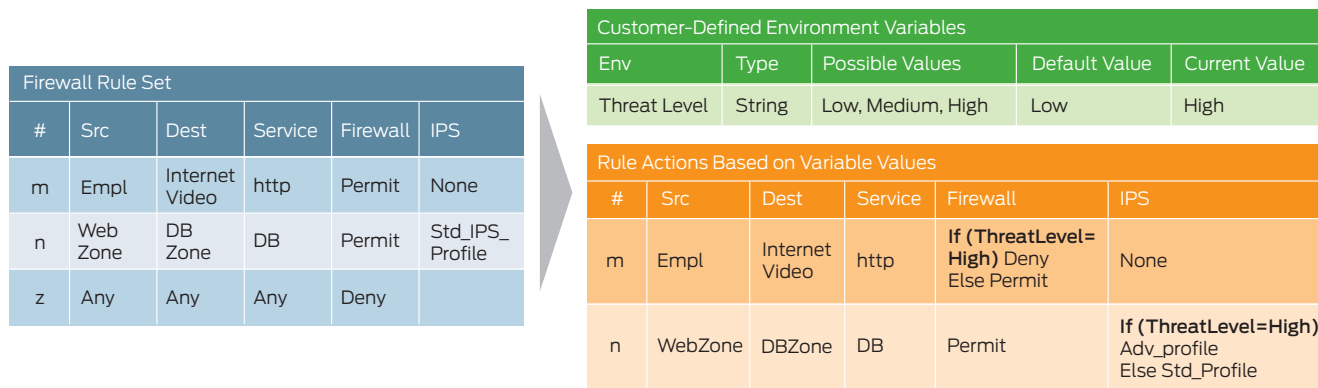 Firewall Rule Set
# Src Dest Service Firewall IPS
m Empl Internet Video http Permit None
n Web Zone DB Zone DB Permit Std_IPS_ Profile
z Any Any Any Deny
Customer-Defined Environment Variables
Env Type Possible Values Default Value Current Value
Threat Level String Low, Medium, High Low High
Rule Actions Based on Variable Values
# Src Dest Service Firewall IPS
m Empl Internet Video http If (ThreatLevel= High) Deny Else Permit None
n WebZone DBZone DB Permit If (ThreatLevel=High) Adv_profile Else Std_Profile